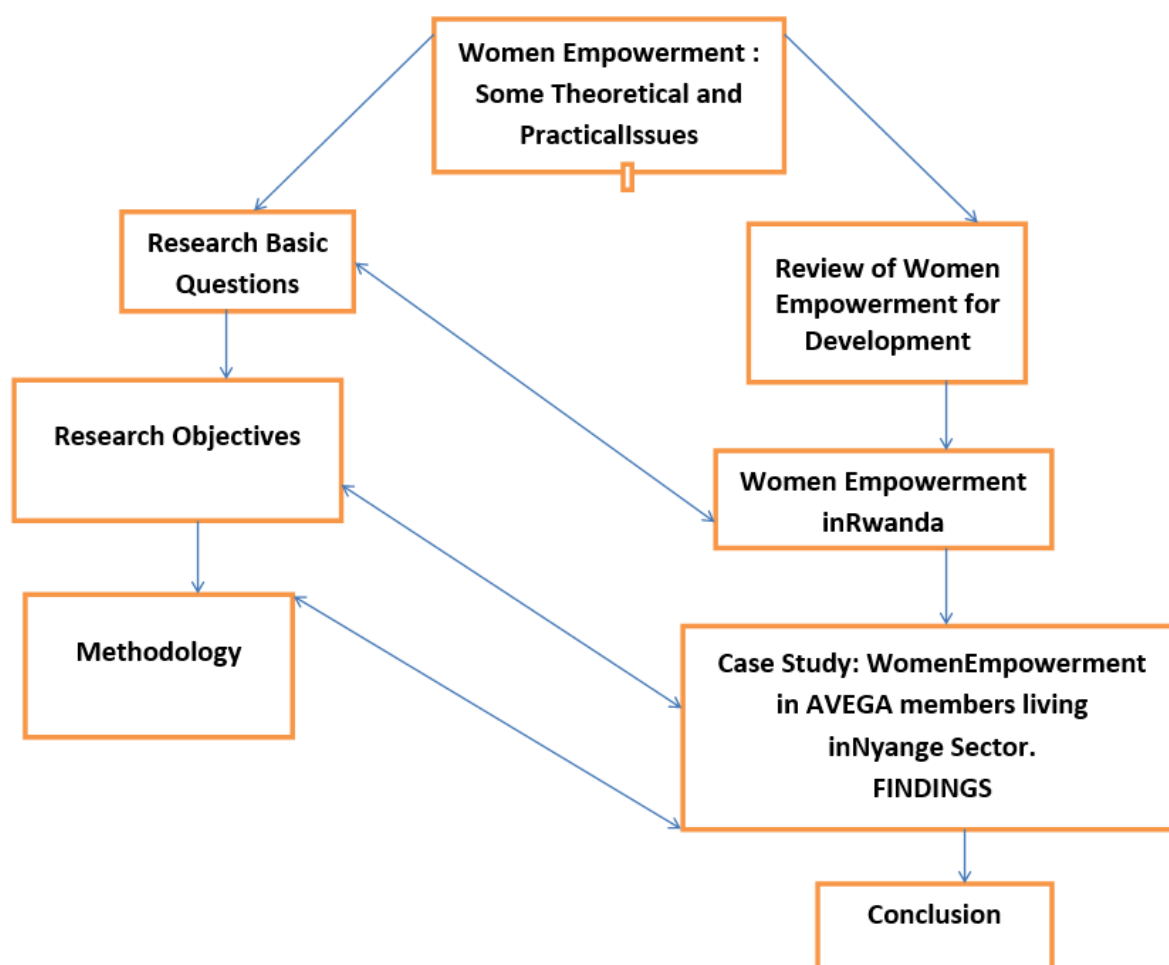 Women Empowerment :
Some Theoretical and
PracticalIssues
Research Basic
Questions
Review of Women
Empowerment for
Development
Research Objectives
Women Empowerment
inRwanda
Methodology
Case Study: WomenEmpowerment
in AVEGA members living
inNyange Sector.
FINDINGS
Conclusion